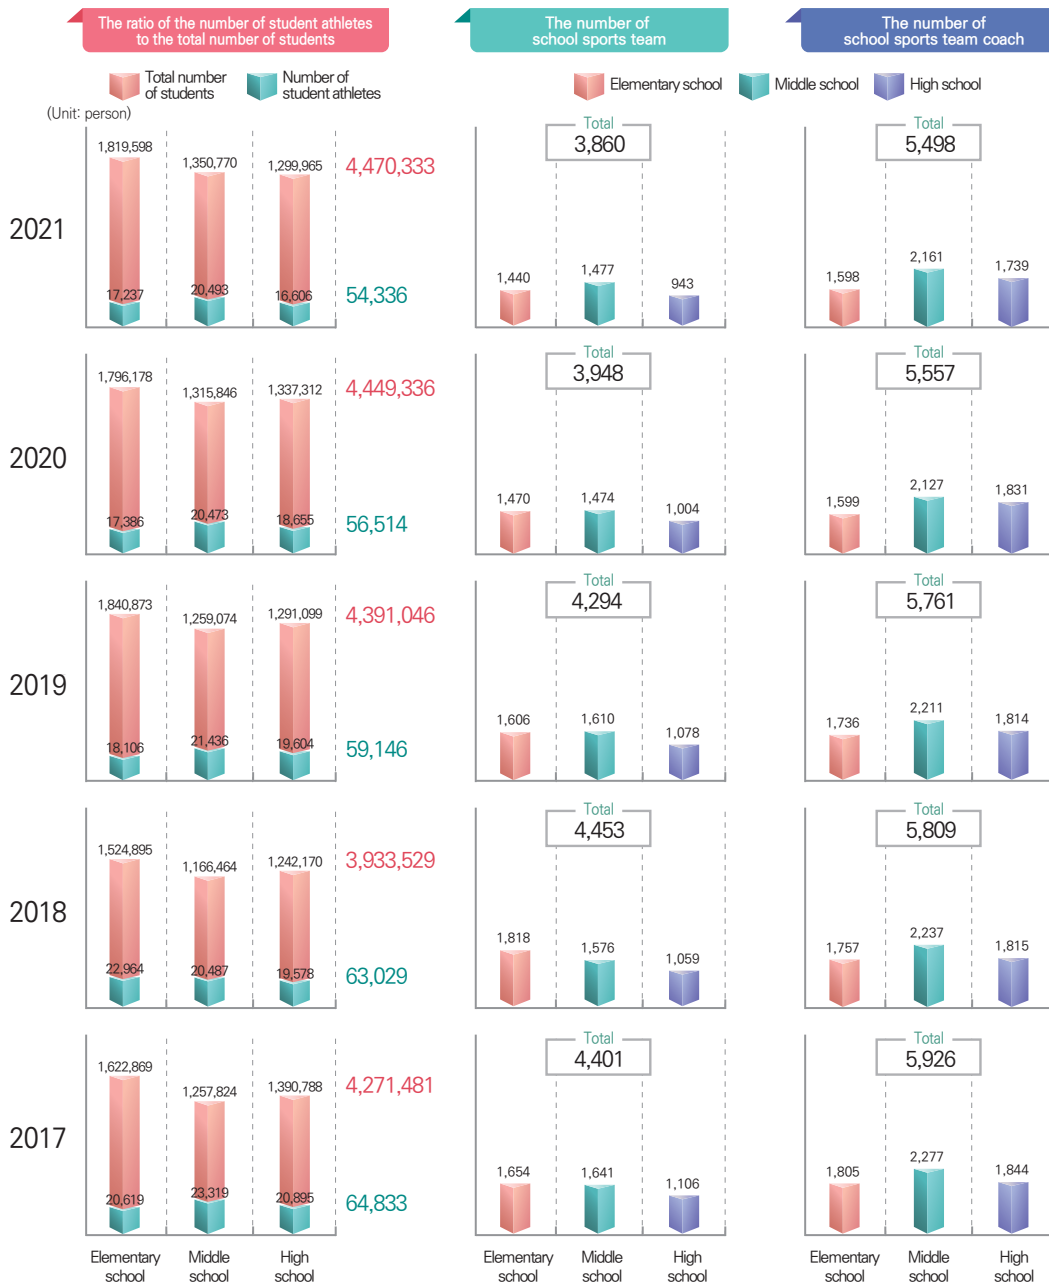 The ratio of the number of student athletes
to the total number of students
The number of
school sports team
The number of
school sports team coach
Total number
of students
Number of
student athletes
Elementary school
Middle school
High school
(Unit: person)
2021
1,819,598
1,350,770
1,299,965
4,470,333
17,237
20,493
16,606
54,336
Total
3,860
1,440
1,477
943
Total
5,498
1,598
2,161
1,739
2020
1,796,178
1,315,846
1,337,312
4,449,336
17,386
20,473
18,655
56,514
Total
3,948
1,470
1,474
1,004
Total
5,557
1,599
2,127
1,831
2019
1,840,873
1,259,074
1,291,099
4,391,046
18,106
21,436
19,604
59,146
Total
4,294
1,606
1,610
1,078
Total
5,761
1,736
2,211
1,814
2018
1,524,895
1,166,464
1,242,170
3,933,529
22,964
20,487
19,578
63,029
Total
4,453
1,818
1,576
1,059
Total
5,809
1,757
2,237
1,815
2017
1,622,869
1,257,824
1,390,788
4,271,481
20,619
23,319
20,895
64,833
Total
4,401
1,654
1,641
1,106
Total
5,926
1,805
2,277
1,844
Elementary
school
Middle
school
High
school
Elementary
school
Middle
school
High
school
Elementary
school
Middle
school
High
school